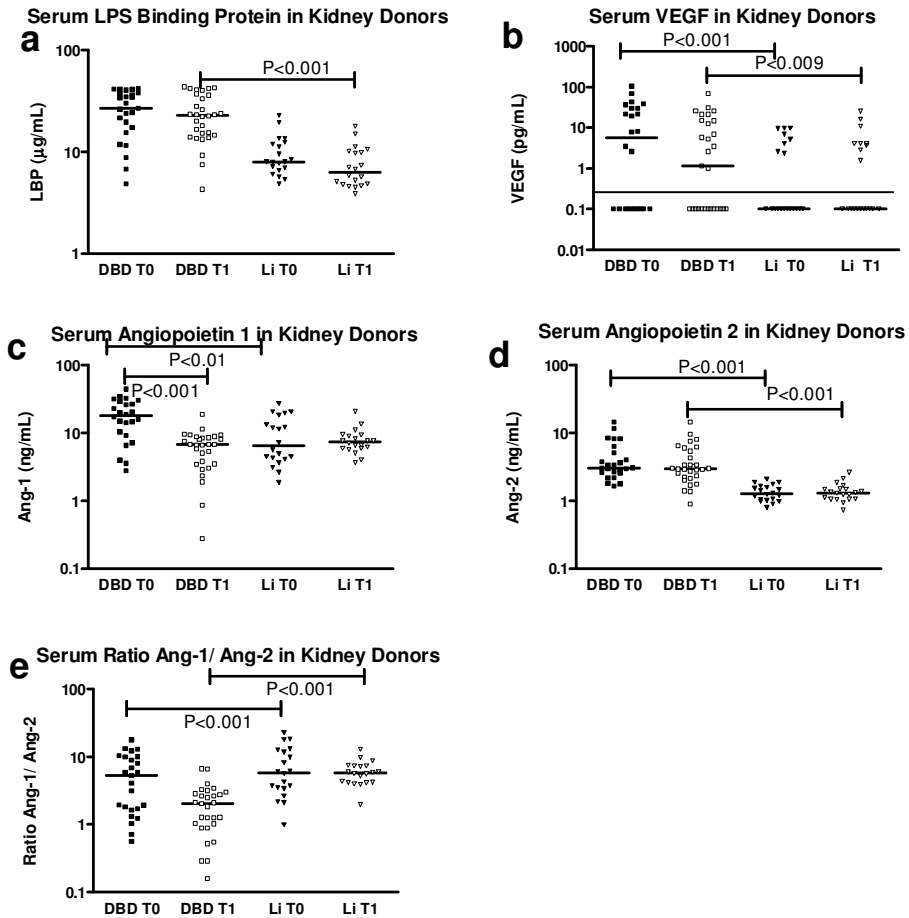 Serum LPS Binding Protein in Kidney Donors
a
100
P<0.001
LBP (μg/mL)
10
1
DBD T0 DBD T1 Li T0 Li T1
Serum VEGF in Kidney Donors
b
P<0.001
1000
P<0.009
100
VEGF (pg/mL)
10
1
0.1
0.01
DBD T0 DBD T1 Li T0 Li T1
c
Serum Angiopoietin 1 in Kidney Donors
100
P<0.01
P<0.001
Ang-1 (ng/mL)
10
1
0.1
DBD T0 DBD T1 Li T0 Li T1
Serum Angiopoietin 2 in Kidney Donors
d
100
P<0.001
P<0.001
Ang-2 (ng/mL)
10
1
0.1
DBD T0 DBD T1 Li T0 Li T1
e
Serum Ratio Ang-1/ Ang-2 in Kidney Donors
100
P<0.001
P<0.001
Ratio Ang-1/ Ang-2
10
1
0.1
DBD T0 DBD T1 Li T0 Li T1